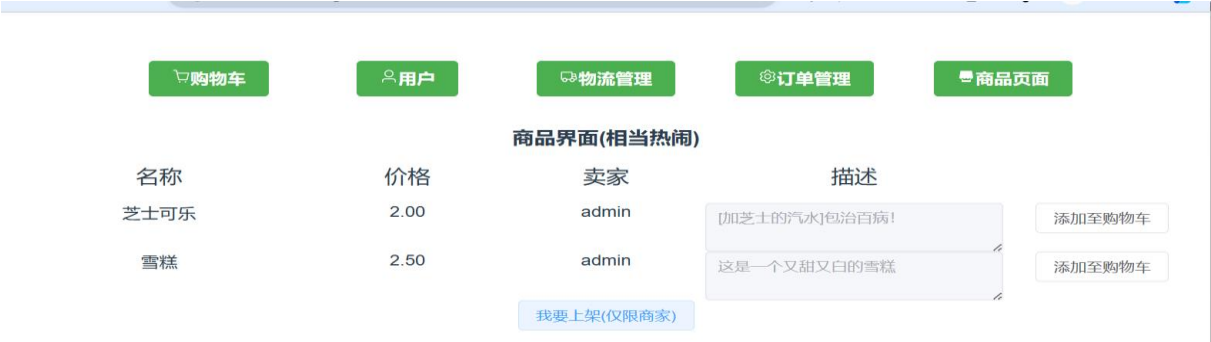 购物车 用户 物流管理 订单管理 商品页面
商品界面(相当热闹)
名称 价格 卖家 描述
芝士可乐 2.00 admin [加芝士的汽水]包治百病! 添加至购物车
雪糕 2.50 admin 这是一个又甜又白的雪糕 添加至购物车
我要上架(仅限商家)